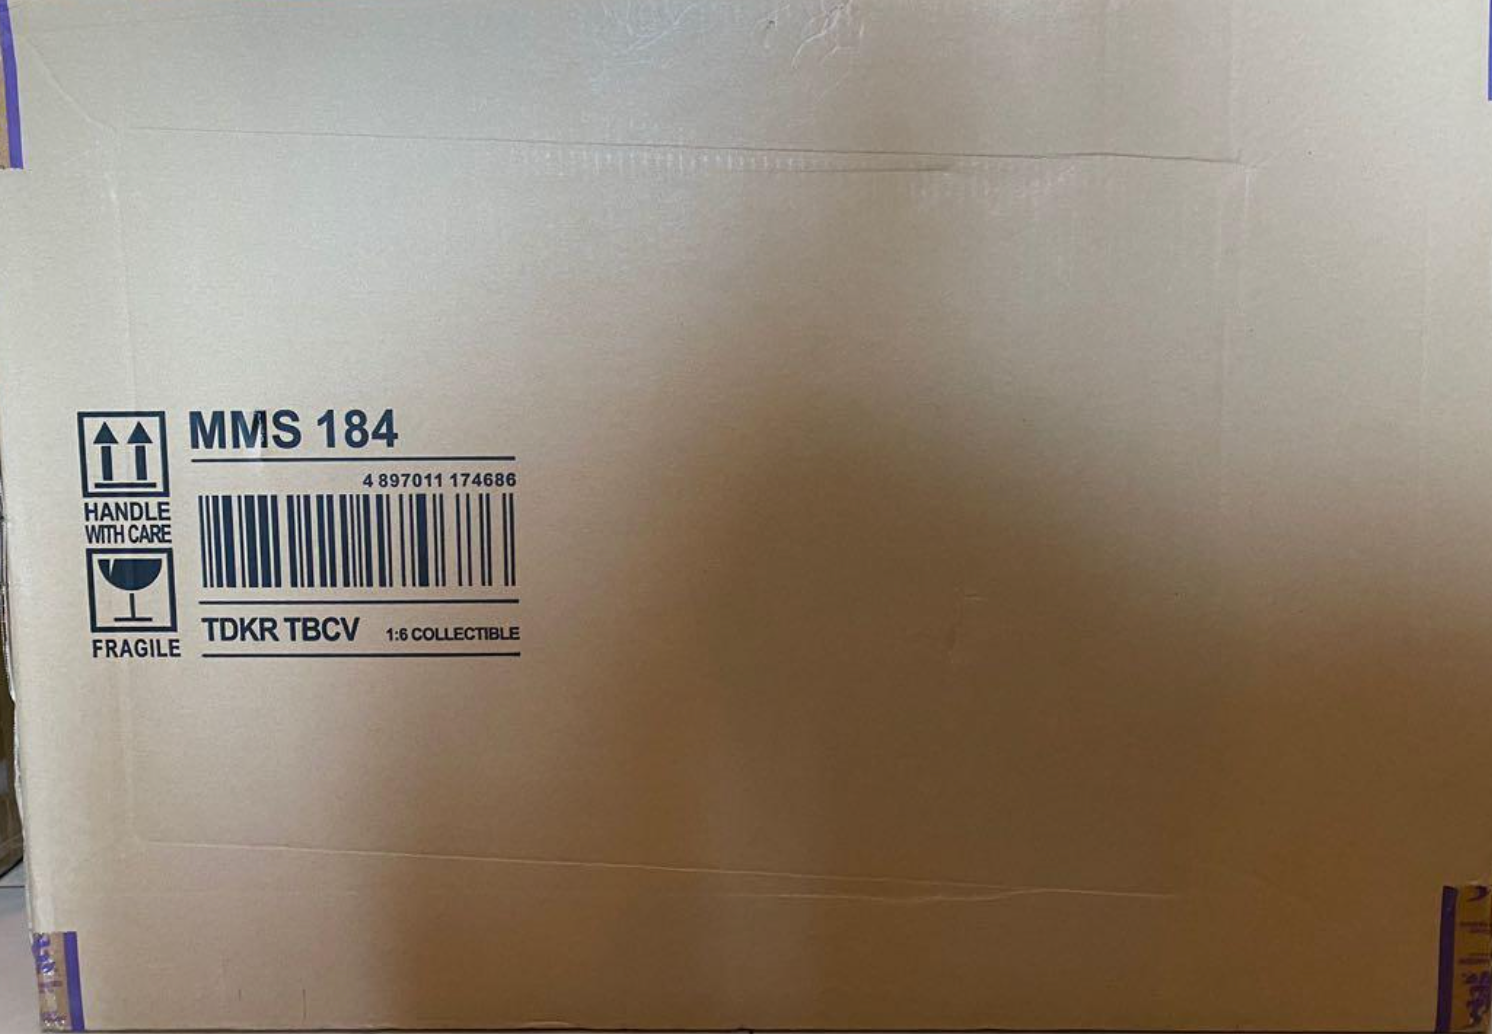 MMS 184
4 897011 174686
HANDLE
WITH CARE
TDKR TBCV 1:6 COLLECTIBLE
FRAGILE